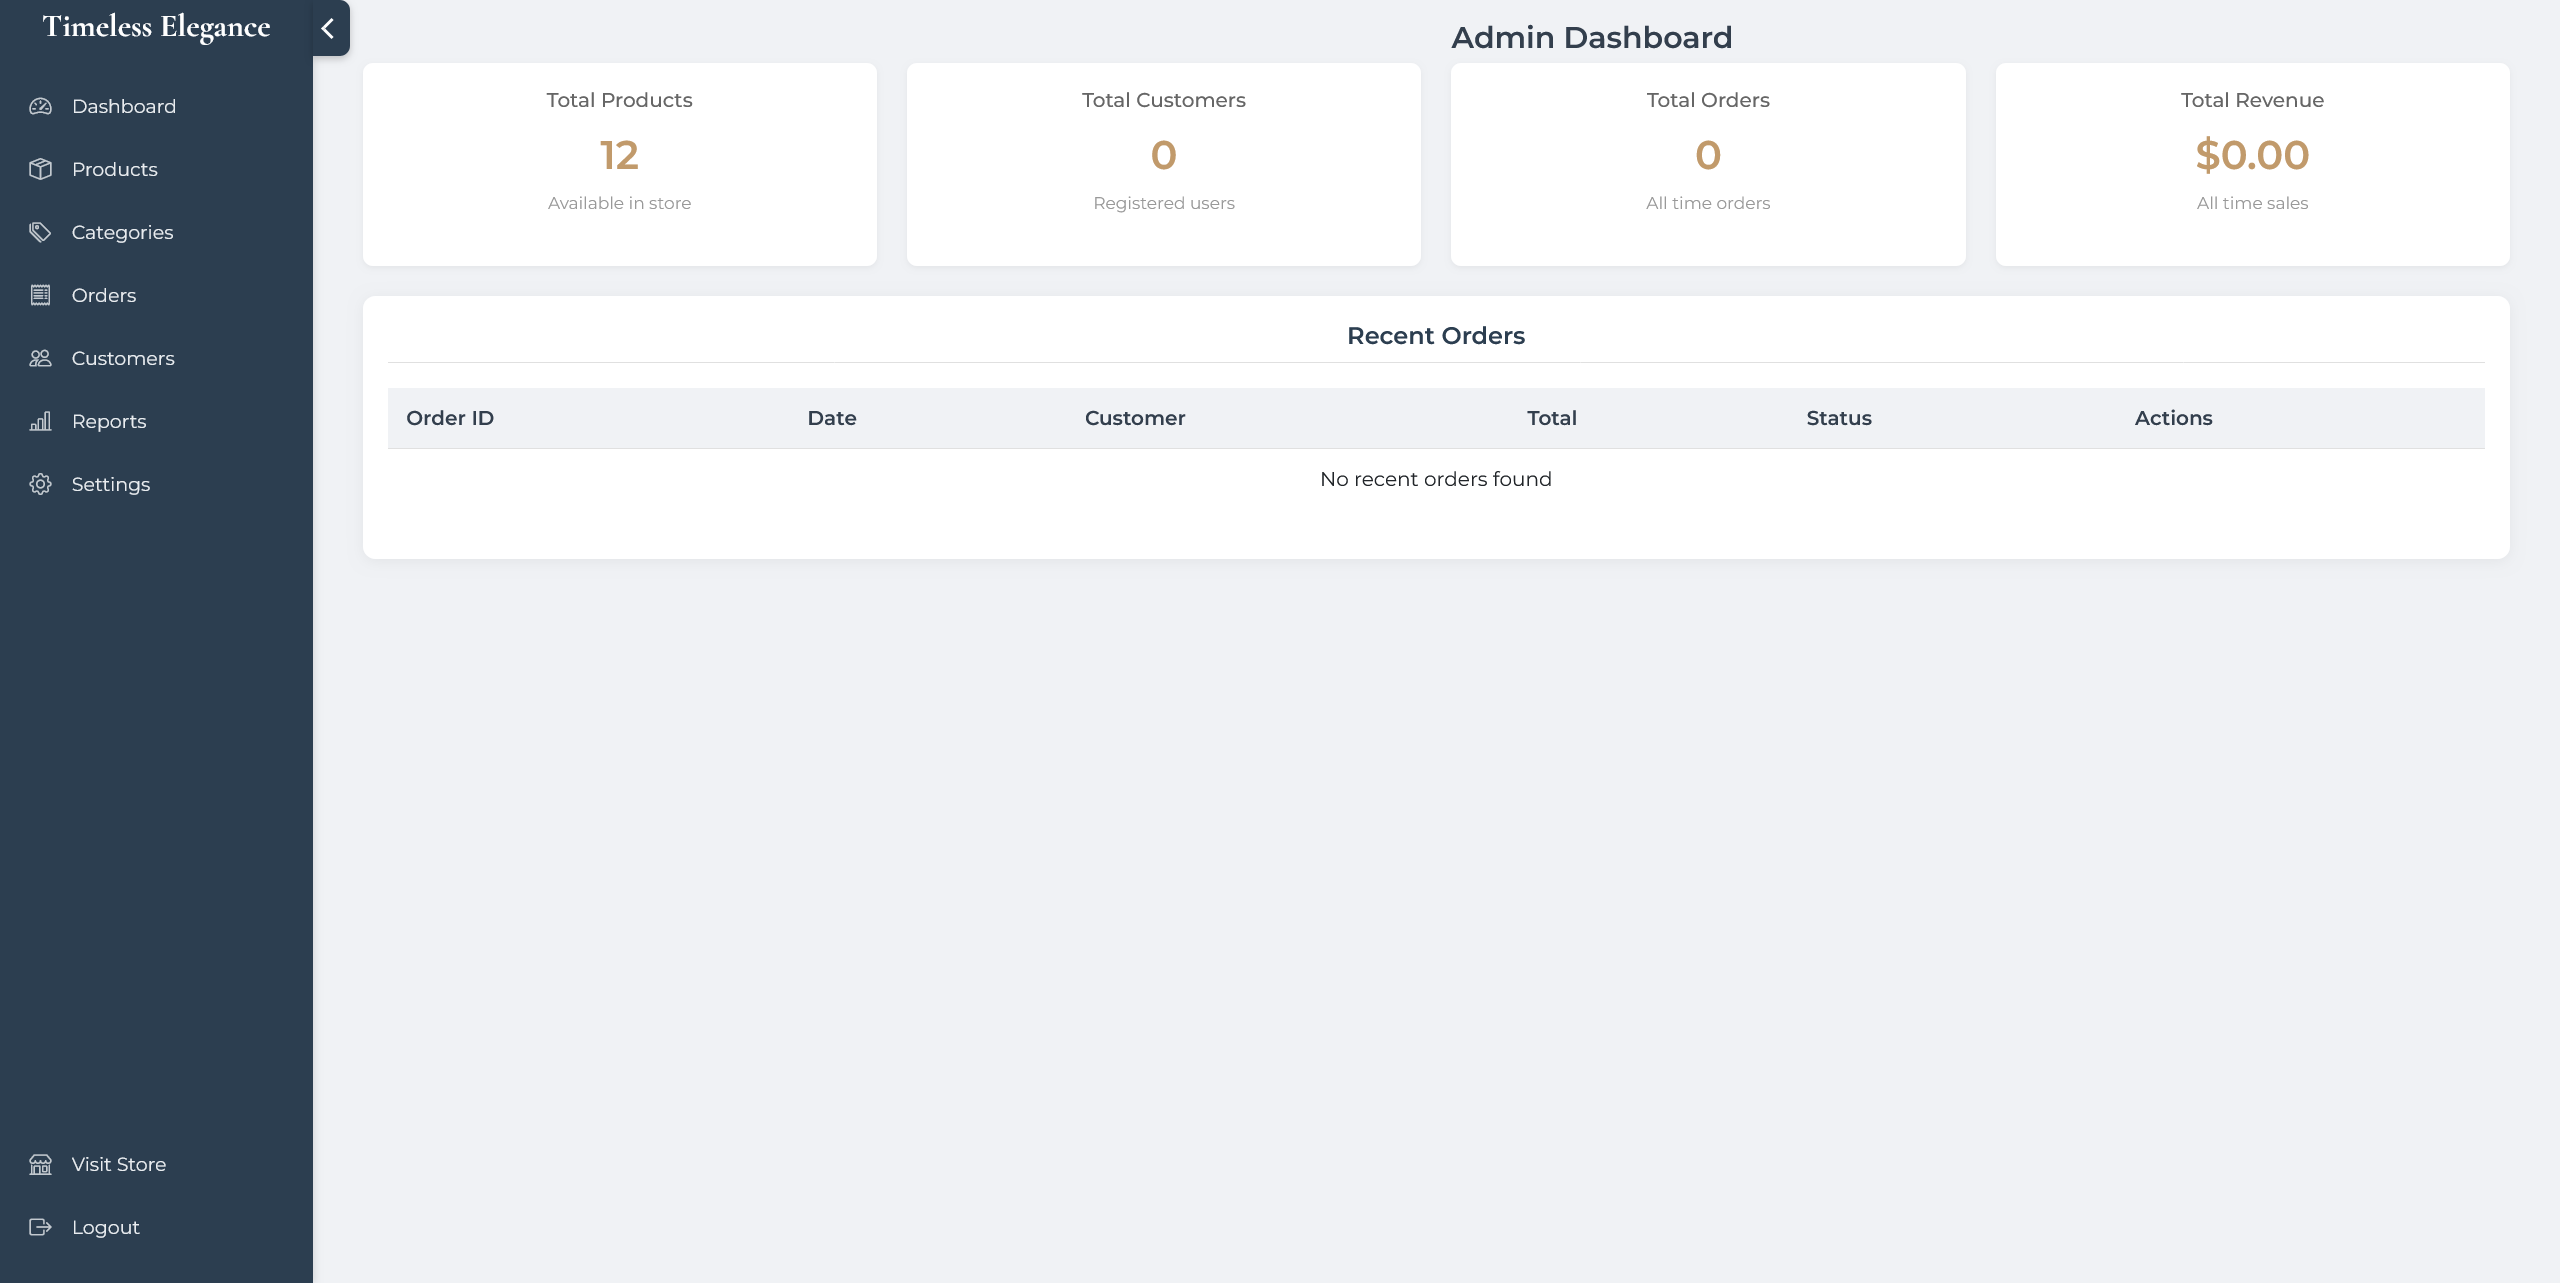 Timeless Elegance
Dashboard
Products
Categories
Orders
Customers
Reports
Settings
Visit Store
Logout
Admin Dashboard
Total Products
12
Available in store
Total Customers
0
Registered users
Total Orders
0
All time orders
Total Revenue
$0.00
All time sales
Recent Orders
Order ID Date Customer Total Status Actions
No recent orders found